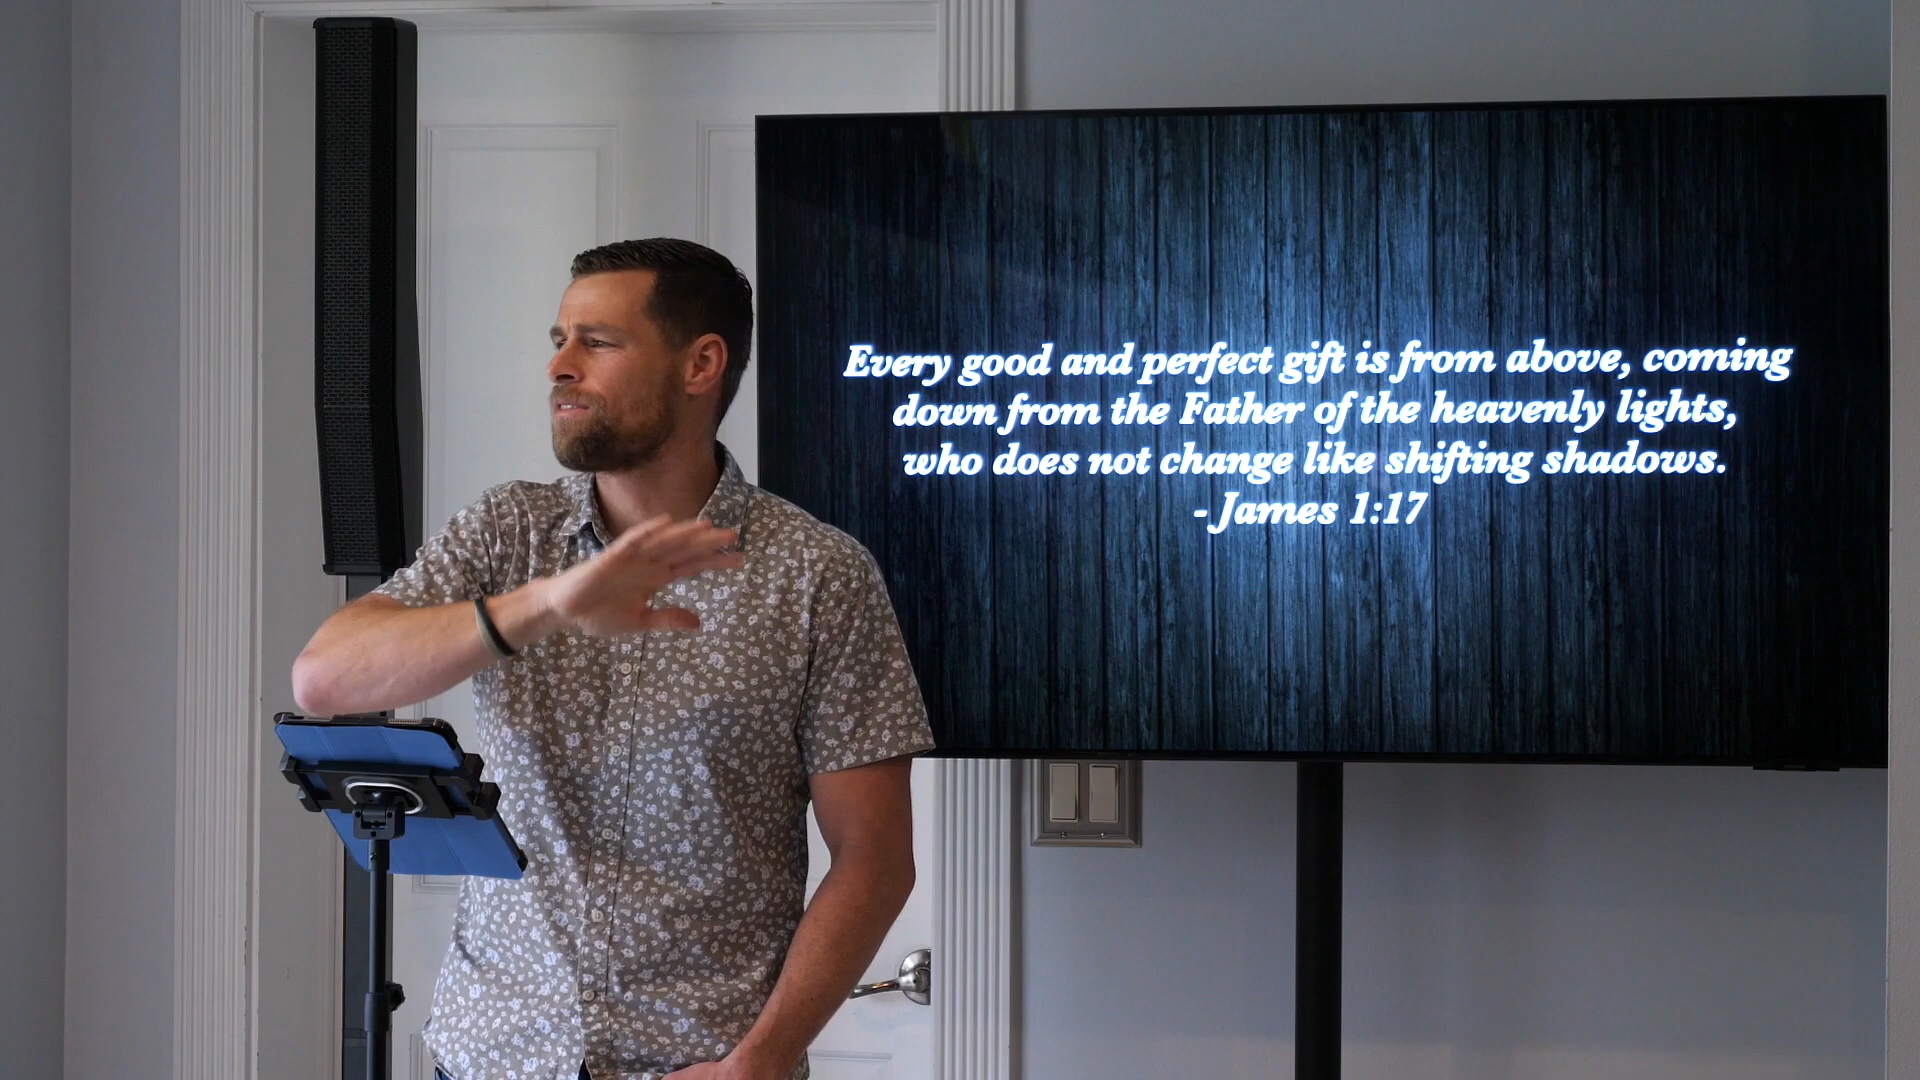 Every good and perfect gift is from above, coming
down from the Father of the heavenly lights,
who does not change like shifting shadows.
- James 1:17